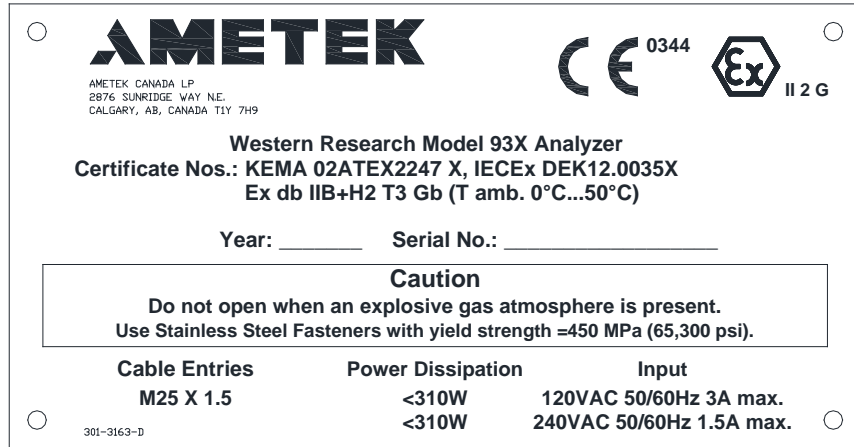 AMETEK
AMETEK CANADA LP
2876 SUNRIDGE WAY N.E.
CALGARY, AB, CANADA T1Y 7H9
CE 0344 Ex II 2 G
Western Research Model 93X Analyzer
Certificate Nos.: KEMA 02ATEX2247 X, IECEx DEK12.0035X
Ex db IIB+H2 T3 Gb (T amb. 0°C...50°C)
Year: _______ Serial No.: __________________
Caution
Do not open when an explosive gas atmosphere is present.
Use Stainless Steel Fasteners with yield strength =450 MPa (65,300 psi).
Cable Entries Power Dissipation Input
M25 X 1.5 <310W 120VAC 50/60Hz 3A max.
<310W 240VAC 50/60Hz 1.5A max.
301-3163-D